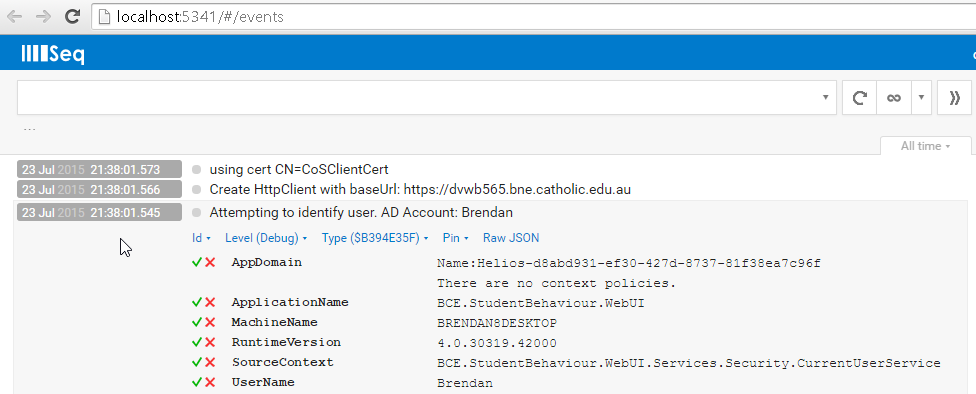 localhost:5341/#/events
Seq
...
All time
23 Jul 2015 21:38:01.573 using cert CN=CoSClientCert
23 Jul 2015 21:38:01.566 Create HttpClient with baseUrl: https://dvwb565.bne.catholic.edu.au
23 Jul 2015 21:38:01.545 Attempting to identify user. AD Account: Brendan
Id Level (Debug) Type ($B394E35F) Pin Raw JSON
AppDomain Name:Helios-d8abd931-ef30-427d-8737-81f38ea7c96f
There are no context policies.
ApplicationName BCE.StudentBehaviour.WebUI
MachineName BRENDAN8DESKTOP
RuntimeVersion 4.0.30319.42000
SourceContext BCE.StudentBehaviour.WebUI.Services.Security.CurrentUserService
UserName Brendan